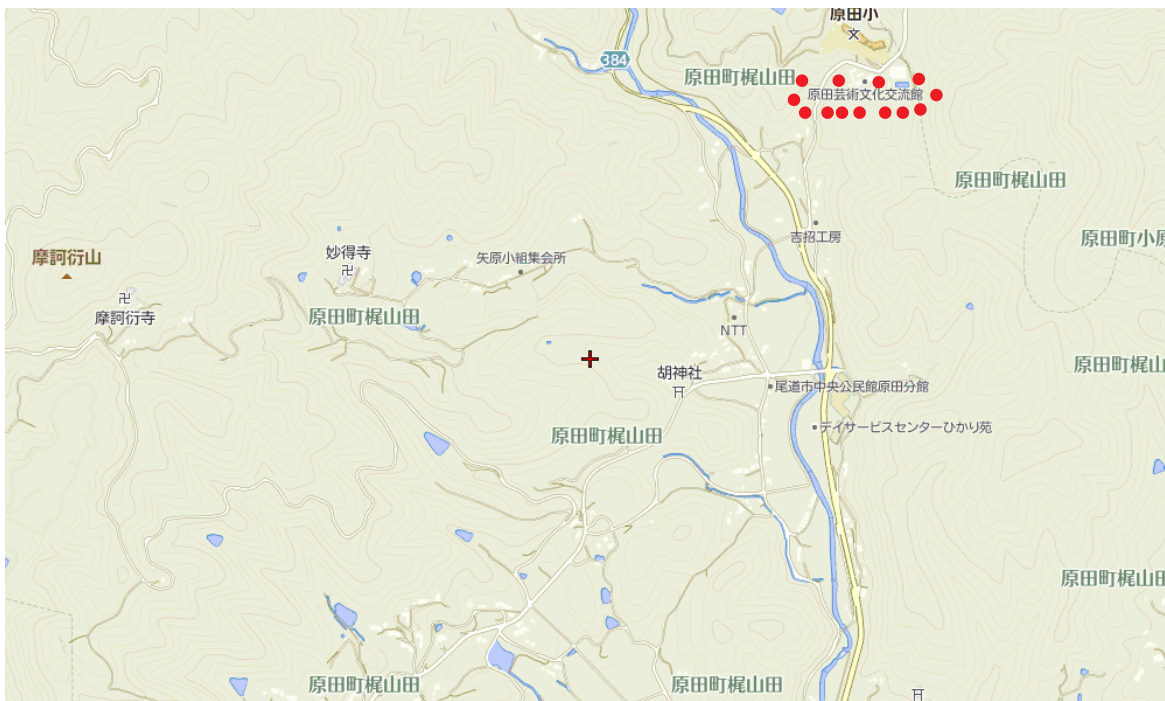 原田小
文
384
原田町梶山田
原田芸術文化交流館
原田町梶山田
吉招工房
原田町小原
妙得寺
卍
矢原小組集会所
摩訶衍山
卍
摩訶衍寺
原田町梶山田
NTT
胡神社
原田町梶山田
尾道市中央公民館原田分館
デイサービスセンターひかり苑
原田町梶山田
原田町梶山田
原田町梶山田
原田町梶山田